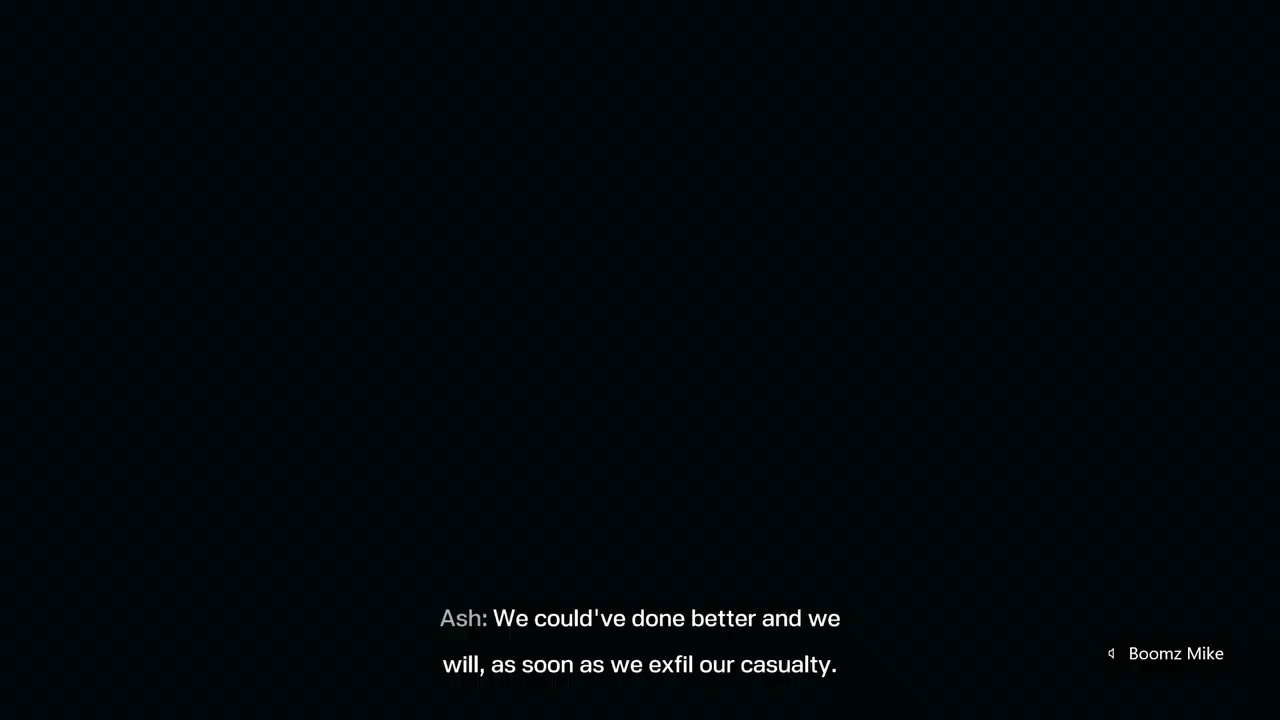 Ash: We could've done better and we
will, as soon as we exfil our casualty.
Boomz Mike